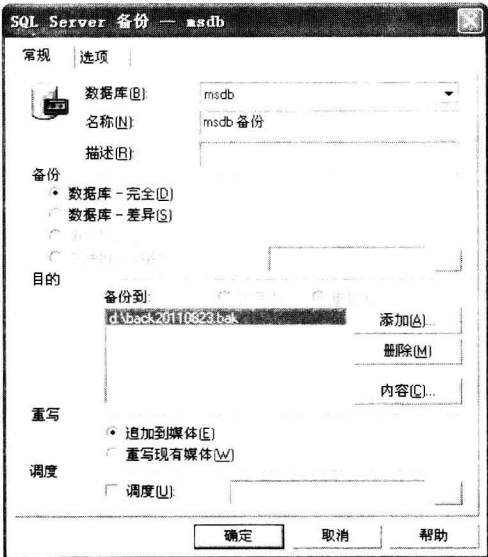 SQL Server 备份 — msdb
常规 选项
数据库(B): msdb
名称(N): msdb 备份
描述(R):
备份
数据库 - 完全(D)
数据库 - 差异(S)
目的
备份到:
d:\back20110823.bak
添加(A)...
删除(M)
内容(C)...
重写
追加到媒体(E)
重写现有媒体(W)
调度
调度(U):
确定 取消 帮助